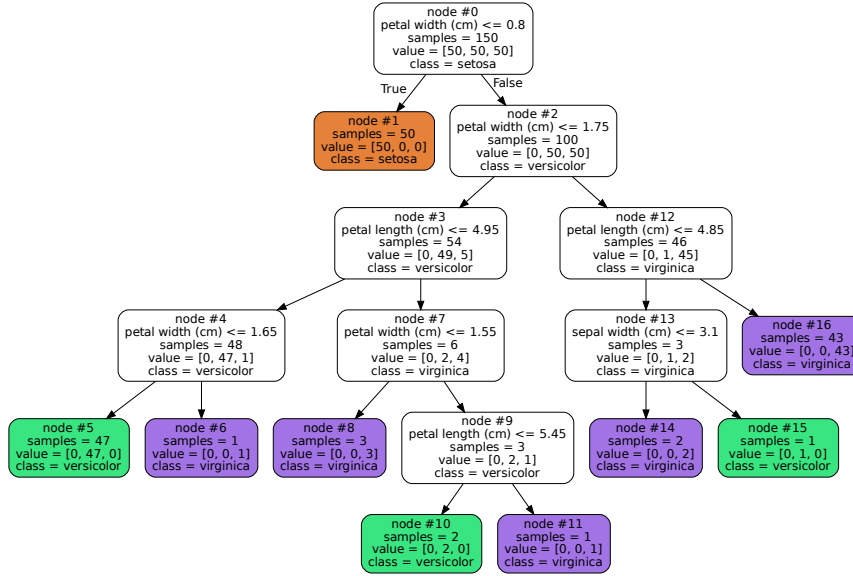 node #0
petal width (cm) <= 0.8
samples = 150
value = [50, 50, 50]
class = setosa
True
False
node #1
samples = 50
value = [50, 0, 0]
class = setosa
node #2
petal width (cm) <= 1.75
samples = 100
value = [0, 50, 50]
class = versicolor
node #3
petal length (cm) <= 4.95
samples = 54
value = [0, 49, 5]
class = versicolor
node #12
petal length (cm) <= 4.85
samples = 46
value = [0, 1, 45]
class = virginica
node #4
petal width (cm) <= 1.65
samples = 48
value = [0, 47, 1]
class = versicolor
node #7
petal width (cm) <= 1.55
samples = 6
value = [0, 2, 4]
class = virginica
node #13
sepal width (cm) <= 3.1
samples = 3
value = [0, 1, 2]
class = virginica
node #16
samples = 43
value = [0, 0, 43]
class = virginica
node #5
samples = 47
value = [0, 47, 0]
class = versicolor
node #6
samples = 1
value = [0, 0, 1]
class = virginica
node #8
samples = 3
value = [0, 0, 3]
class = virginica
node #9
petal length (cm) <= 5.45
samples = 3
value = [0, 2, 1]
class = versicolor
node #14
samples = 2
value = [0, 0, 2]
class = virginica
node #15
samples = 1
value = [0, 1, 0]
class = versicolor
node #10
samples = 2
value = [0, 2, 0]
class = versicolor
node #11
samples = 1
value = [0, 0, 1]
class = virginica